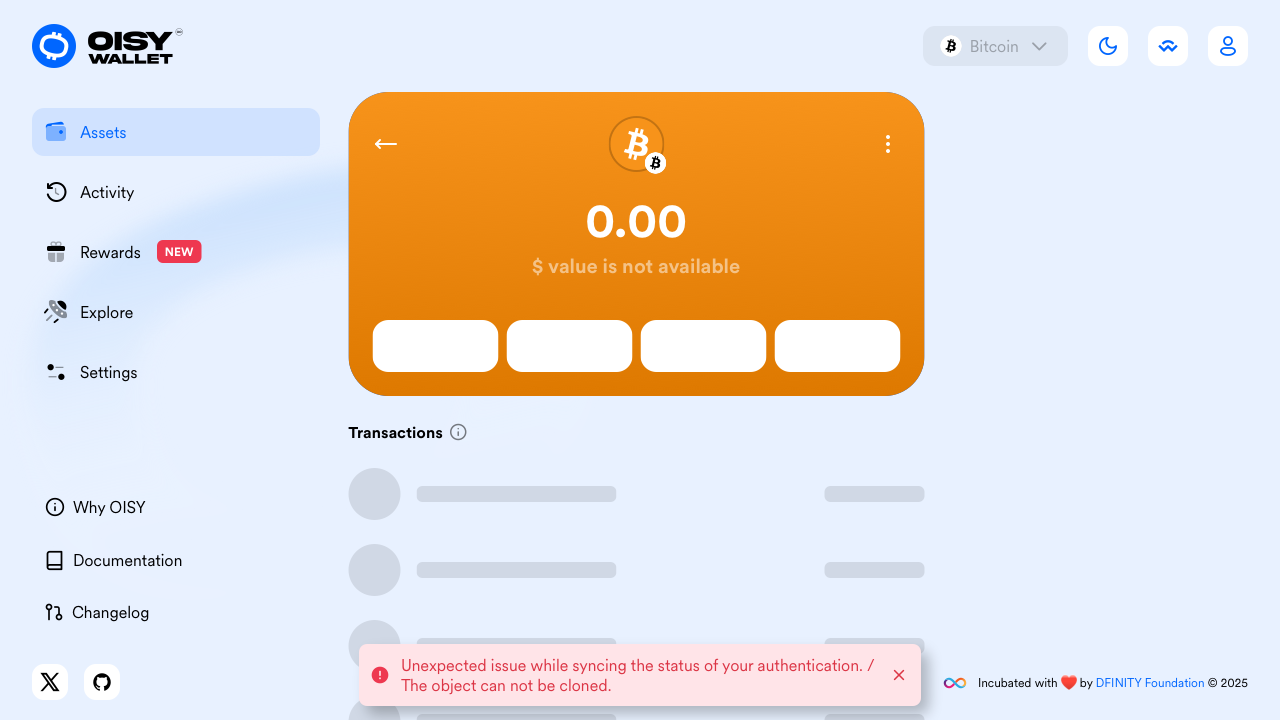 OISY
WALLET
Bitcoin
Assets
Activity
Rewards NEW
Explore
Settings
0.00
$ value is not available
Transactions
Why OISY
Documentation
Changelog
Unexpected issue while syncing the status of your authentication. /
The object can not be cloned.
Incubated with ❤️ by DFINITY Foundation © 2025